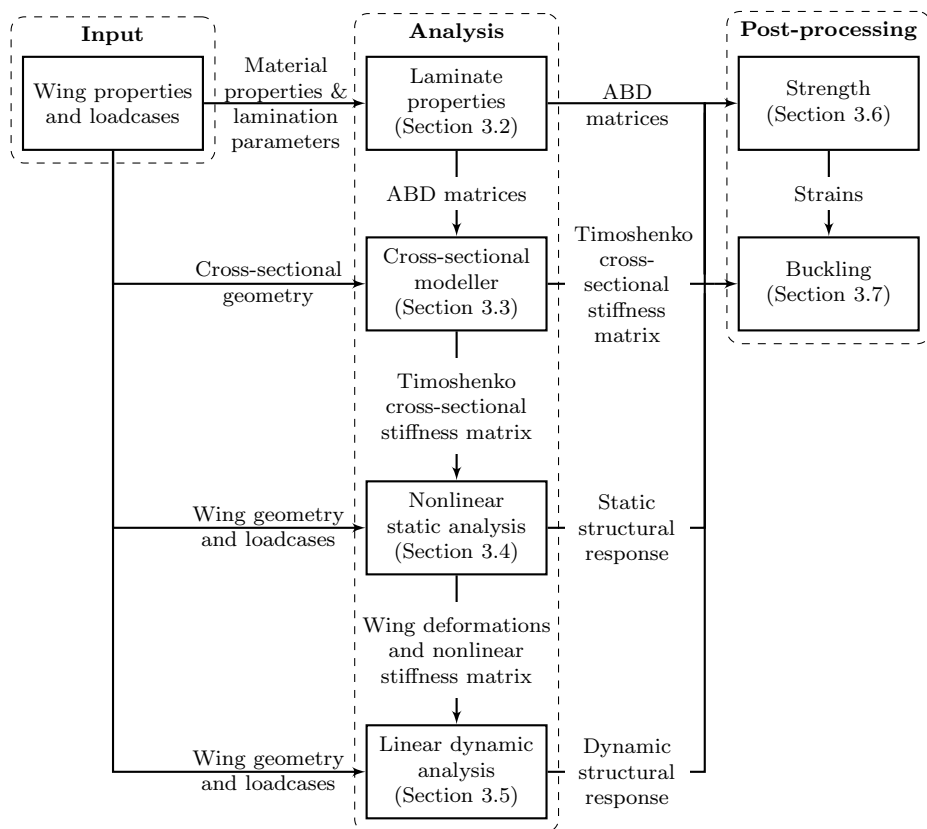 Input
Analysis
Post-processing
Wing properties
and loadcases
Material
properties &
lamination
parameters
Laminate
properties
(Section 3.2)
ABD
matrices
Strength
(Section 3.6)
ABD matrices
Strains
Cross-sectional
geometry
Cross-sectional
modeller
(Section 3.3)
Timoshenko
cross-
sectional
stiffness
matrix
Buckling
(Section 3.7)
Timoshenko
cross-sectional
stiffness matrix
Wing geometry
and loadcases
Nonlinear
static analysis
(Section 3.4)
Static
structural
response
Wing deformations
and nonlinear
stiffness matrix
Wing geometry
and loadcases
Linear dynamic
analysis
(Section 3.5)
Dynamic
structural
response